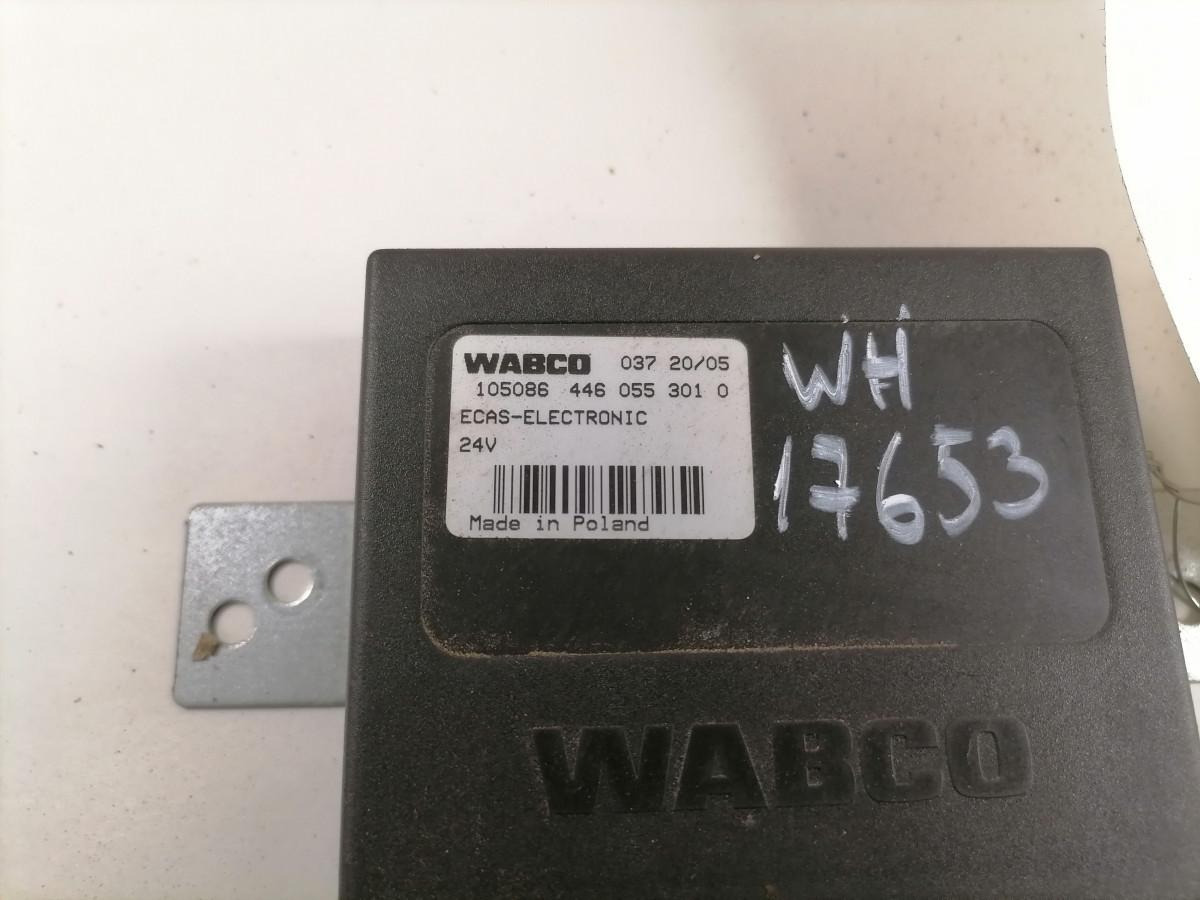 WABCO 037 20/05
105086 446 055 301 0
ECAS-ELECTRONIC
24V
Made in Poland
WH
17653
WABCO